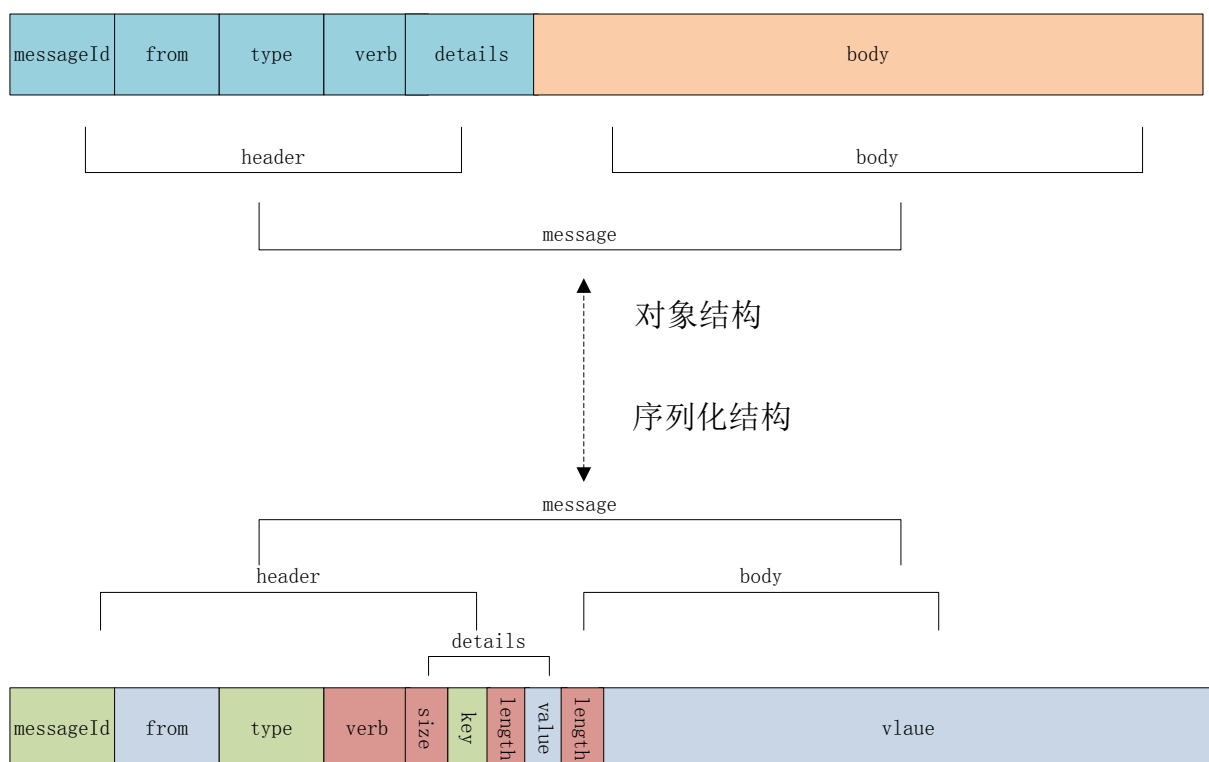 messageId from type verb details body
header body
message
对象结构
序列化结构
message
header body
details
messageId from type verb size key length value length vlaue